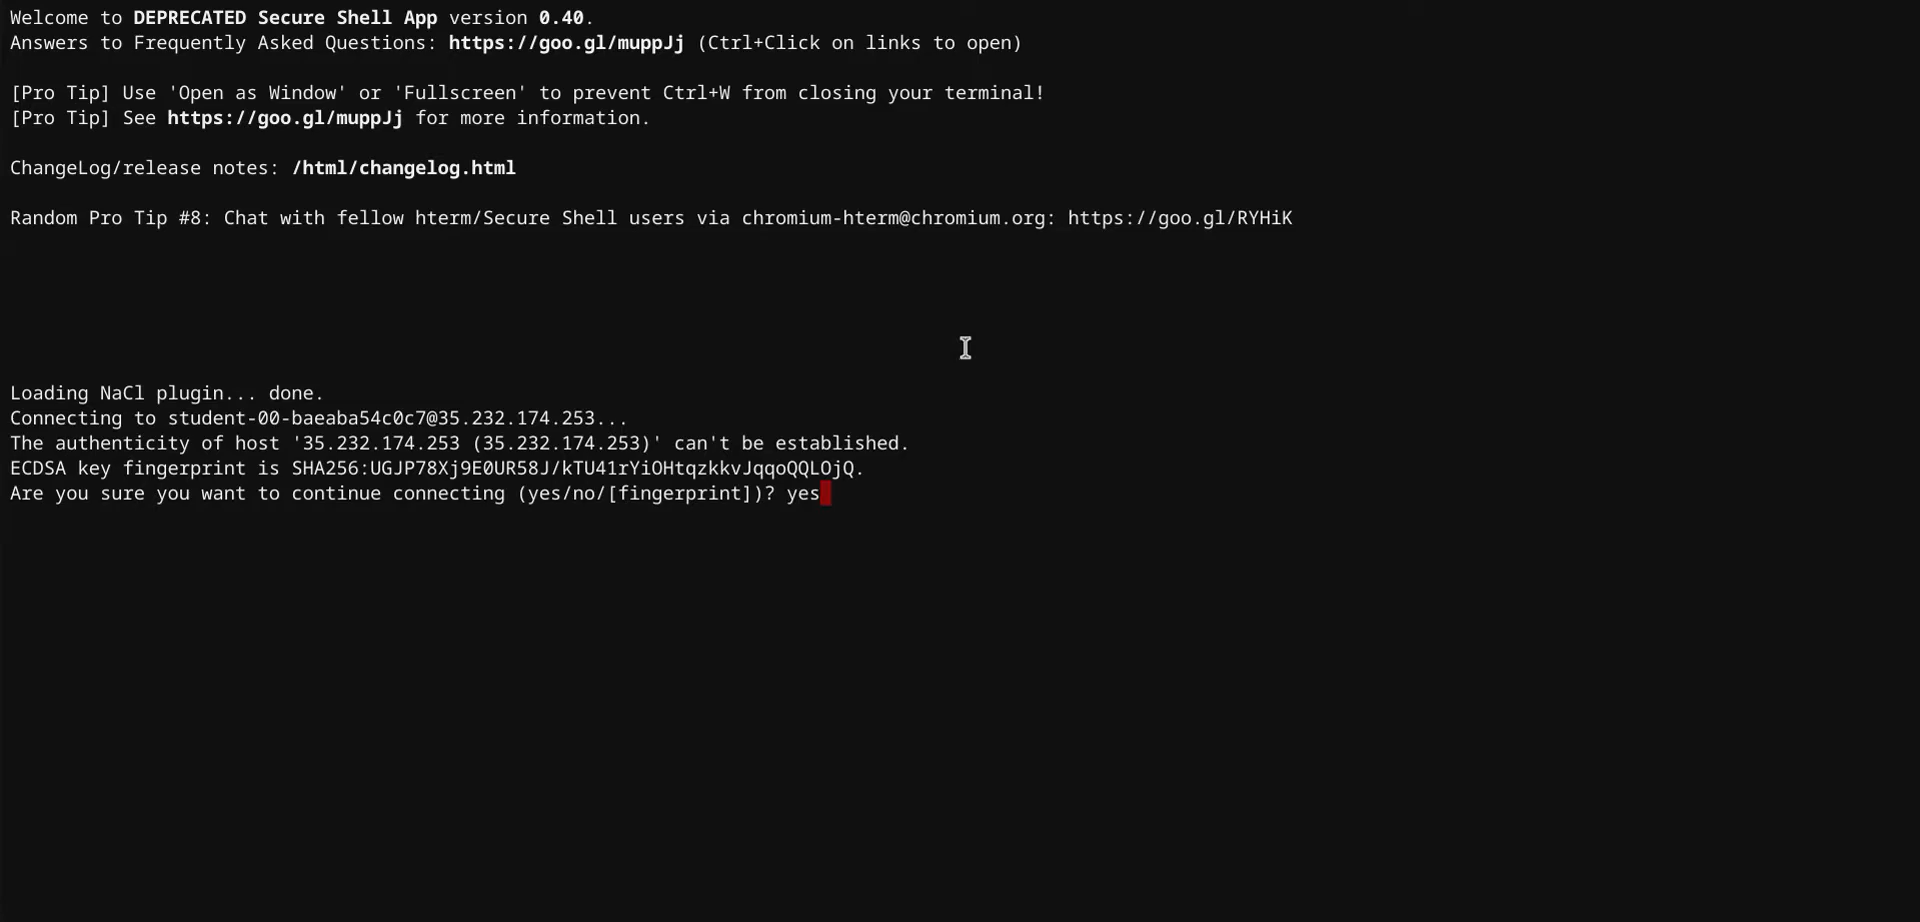 Welcome to DEPRECATED Secure Shell App version 0.40.
Answers to Frequently Asked Questions: https://goo.gl/muppJj (Ctrl+Click on links to open)
[Pro Tip] Use 'Open as Window' or 'Fullscreen' to prevent Ctrl+W from closing your terminal!
[Pro Tip] See https://goo.gl/muppJj for more information.
ChangeLog/release notes: /html/changelog.html
Random Pro Tip #8: Chat with fellow hterm/Secure Shell users via chromium-hterm@chromium.org: https://goo.gl/RYHiK
Loading NaCl plugin... done.
Connecting to student-00-baeaba54c0c7@35.232.174.253...
The authenticity of host '35.232.174.253 (35.232.174.253)' can't be established.
ECDSA key fingerprint is SHA256:UGJP78Xj9E0UR58J/kTU41rYiOHtqzkkvJqqoQQLOjQ.
Are you sure you want to continue connecting (yes/no/[fingerprint])? yes